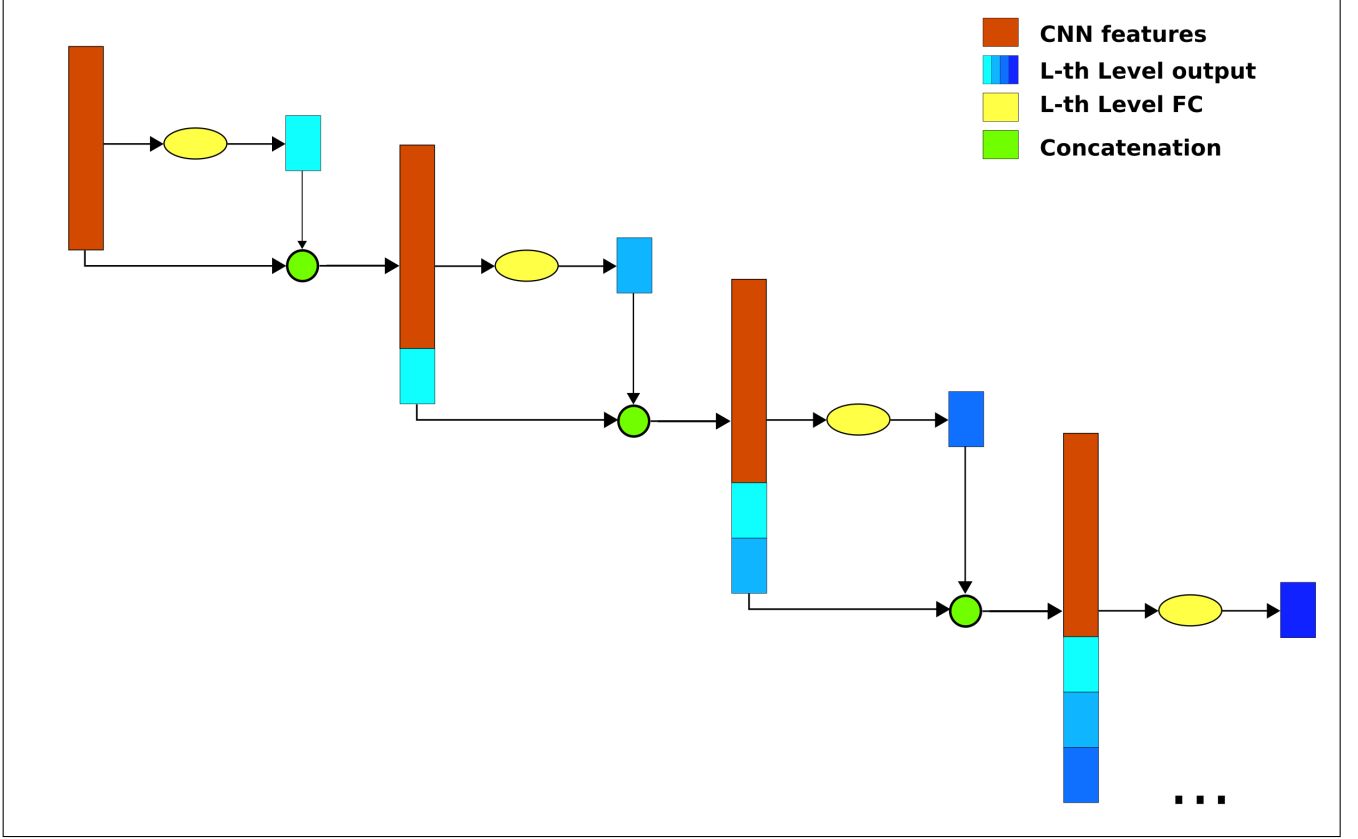 CNN features
L-th Level output
L-th Level FC
Concatenation
...